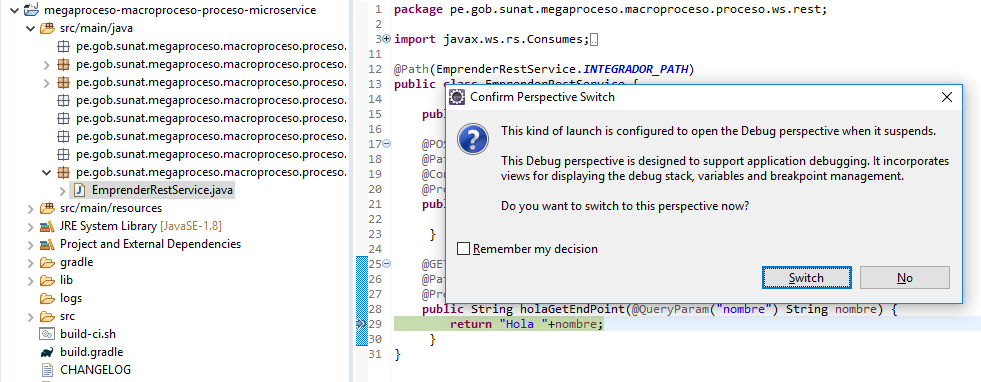 megaproceso-macroproceso-proceso-microservice
src/main/java
pe.gob.sunat.megaproceso.macroproceso.proceso.
pe.gob.sunat.megaproceso.macroproceso.proceso.
pe.gob.sunat.megaproceso.macroproceso.proceso.
pe.gob.sunat.megaproceso.macroproceso.proceso.
pe.gob.sunat.megaproceso.macroproceso.proceso.
pe.gob.sunat.megaproceso.macroproceso.proceso.
pe.gob.sunat.megaproceso.macroproceso.proceso.
pe.gob.sunat.megaproceso.macroproceso.proceso.
EmprenderRestService.java
src/main/resources
JRE System Library [JavaSE-1.8]
Project and External Dependencies
gradle
lib
logs
src
build-ci.sh
build.gradle
CHANGELOG
1 package pe.gob.sunat.megaproceso.macroproceso.proceso.ws.rest;
2
3 import javax.ws.rs.Consumes;
11
12 @Path(EmprenderRestService.INTEGRADOR_PATH)
13 public class EmprenderRestService {
14
15 pub
16
17 @POS
18 @Pat
19 @Con
20 @Pro
21 publ
22
23 }
24
25 @GET
26 @Pat
27 @Pro
28 public String holaGetEndPoint(@QueryParam("nombre") String nombre) {
29 return "Hola "+nombre;
30 }
31 }
Confirm Perspective Switch
This kind of launch is configured to open the Debug perspective when it suspends.
This Debug perspective is designed to support application debugging. It incorporates
views for displaying the debug stack, variables and breakpoint management.
Do you want to switch to this perspective now?
Remember my decision
Switch
No